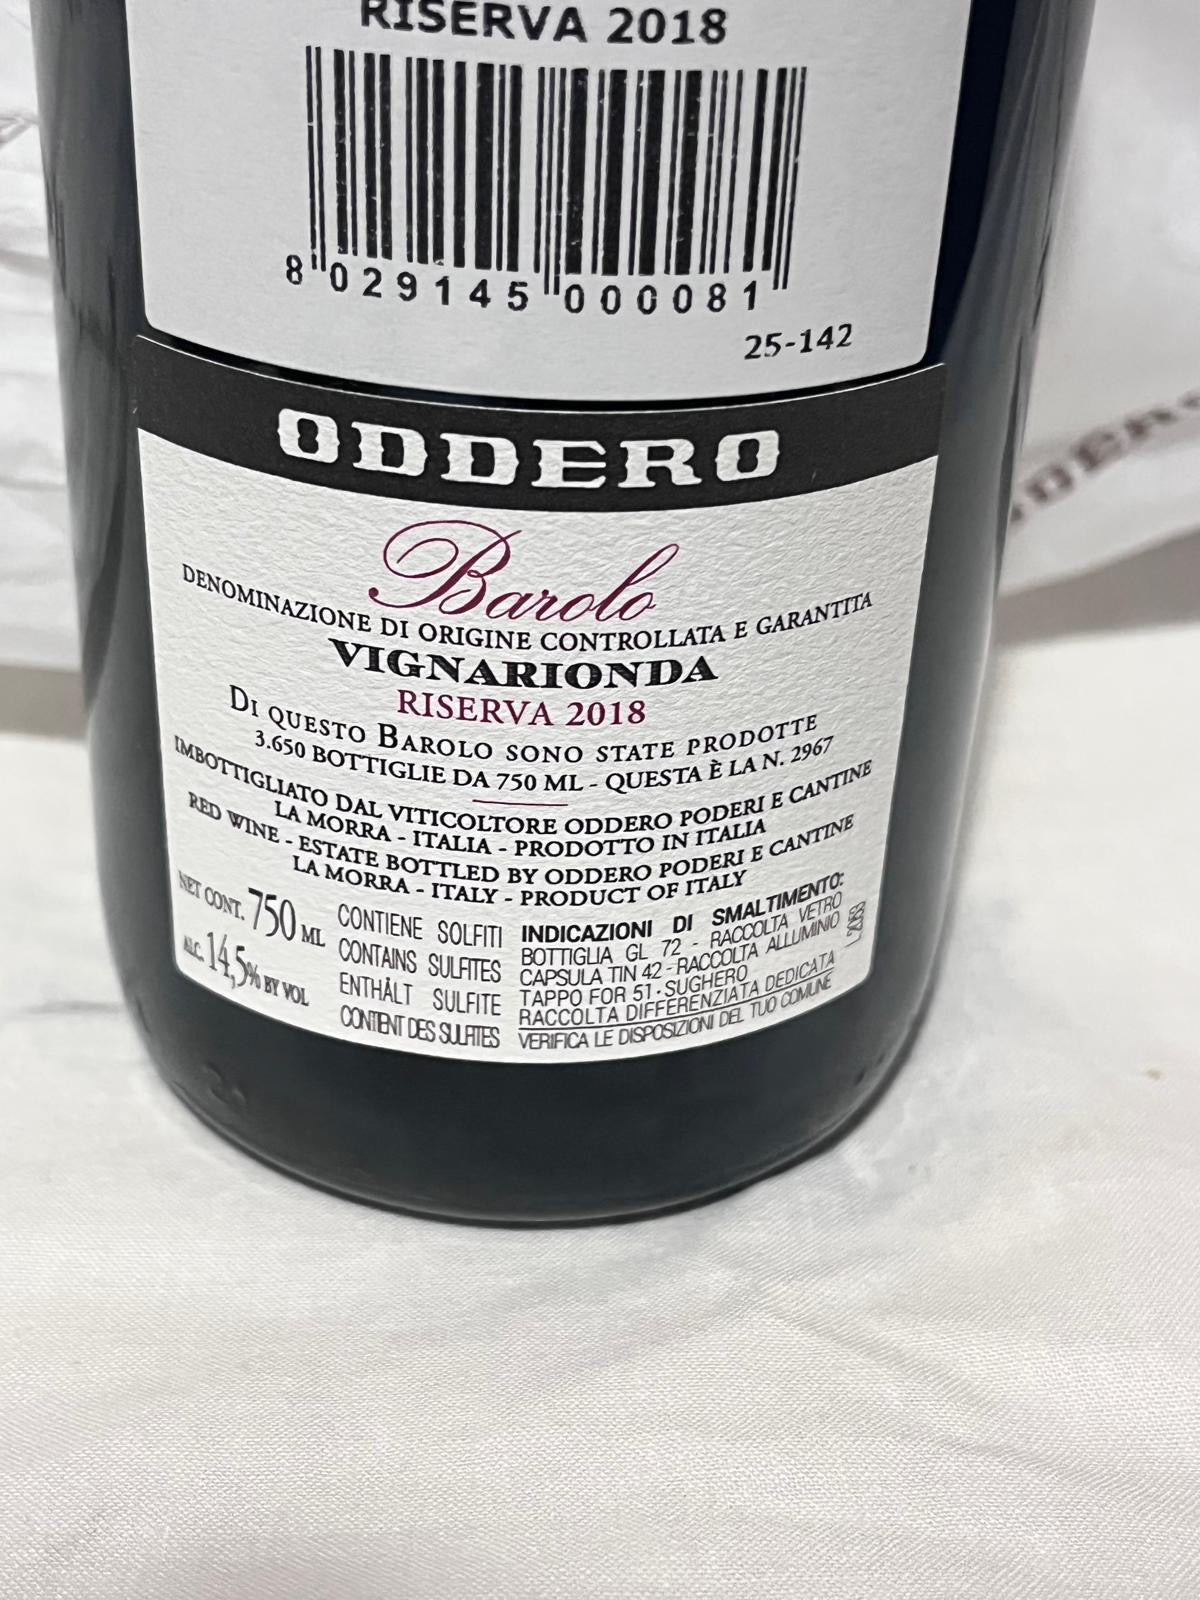 RISERVA 2018
8 029145 000081
25-142
ODDERO
Barolo
DENOMINAZIONE DI ORIGINE CONTROLLATA E GARANTITA
VIGNARIONDA
RISERVA 2018
DI QUESTO BAROLO SONO STATE PRODOTTE
3.650 BOTTIGLIE DA 750 ML - QUESTA È LA N. 2967
IMBOTTIGLIATO DAL VITICOLTORE ODDERO PODERI E CANTINE
LA MORRA - ITALIA - PRODOTTO IN ITALIA
RED WINE - ESTATE BOTTLED BY ODDERO PODERI E CANTINE
LA MORRA - ITALY - PRODUCT OF ITALY
NET CONT. 750 ML
ALC. 14,5% BY VOL
CONTIENE SOLFITI
CONTAINS SULFITES
ENTHÄLT SULFITE
CONTIENT DES SULFITES
INDICAZIONI DI SMALTIMENTO:
BOTTIGLIA GL 72 - RACCOLTA VETRO
CAPSULA TIN 42 - RACCOLTA ALLUMINIO
TAPPO FOR 51 - SUGHERO
RACCOLTA DIFFERENZIATA DEDICATA
VERIFICA LE DISPOSIZIONI DEL TUO COMUNE